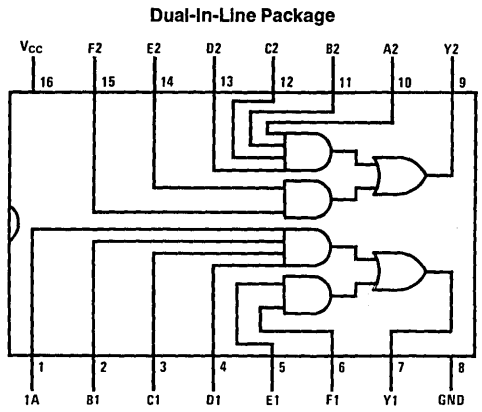 Dual-In-Line Package
VCC F2 E2 D2 C2 B2 A2 Y2
16 15 14 13 12 11 10 9
1 2 3 4 5 6 7 8
1A B1 C1 D1 E1 F1 Y1 GND